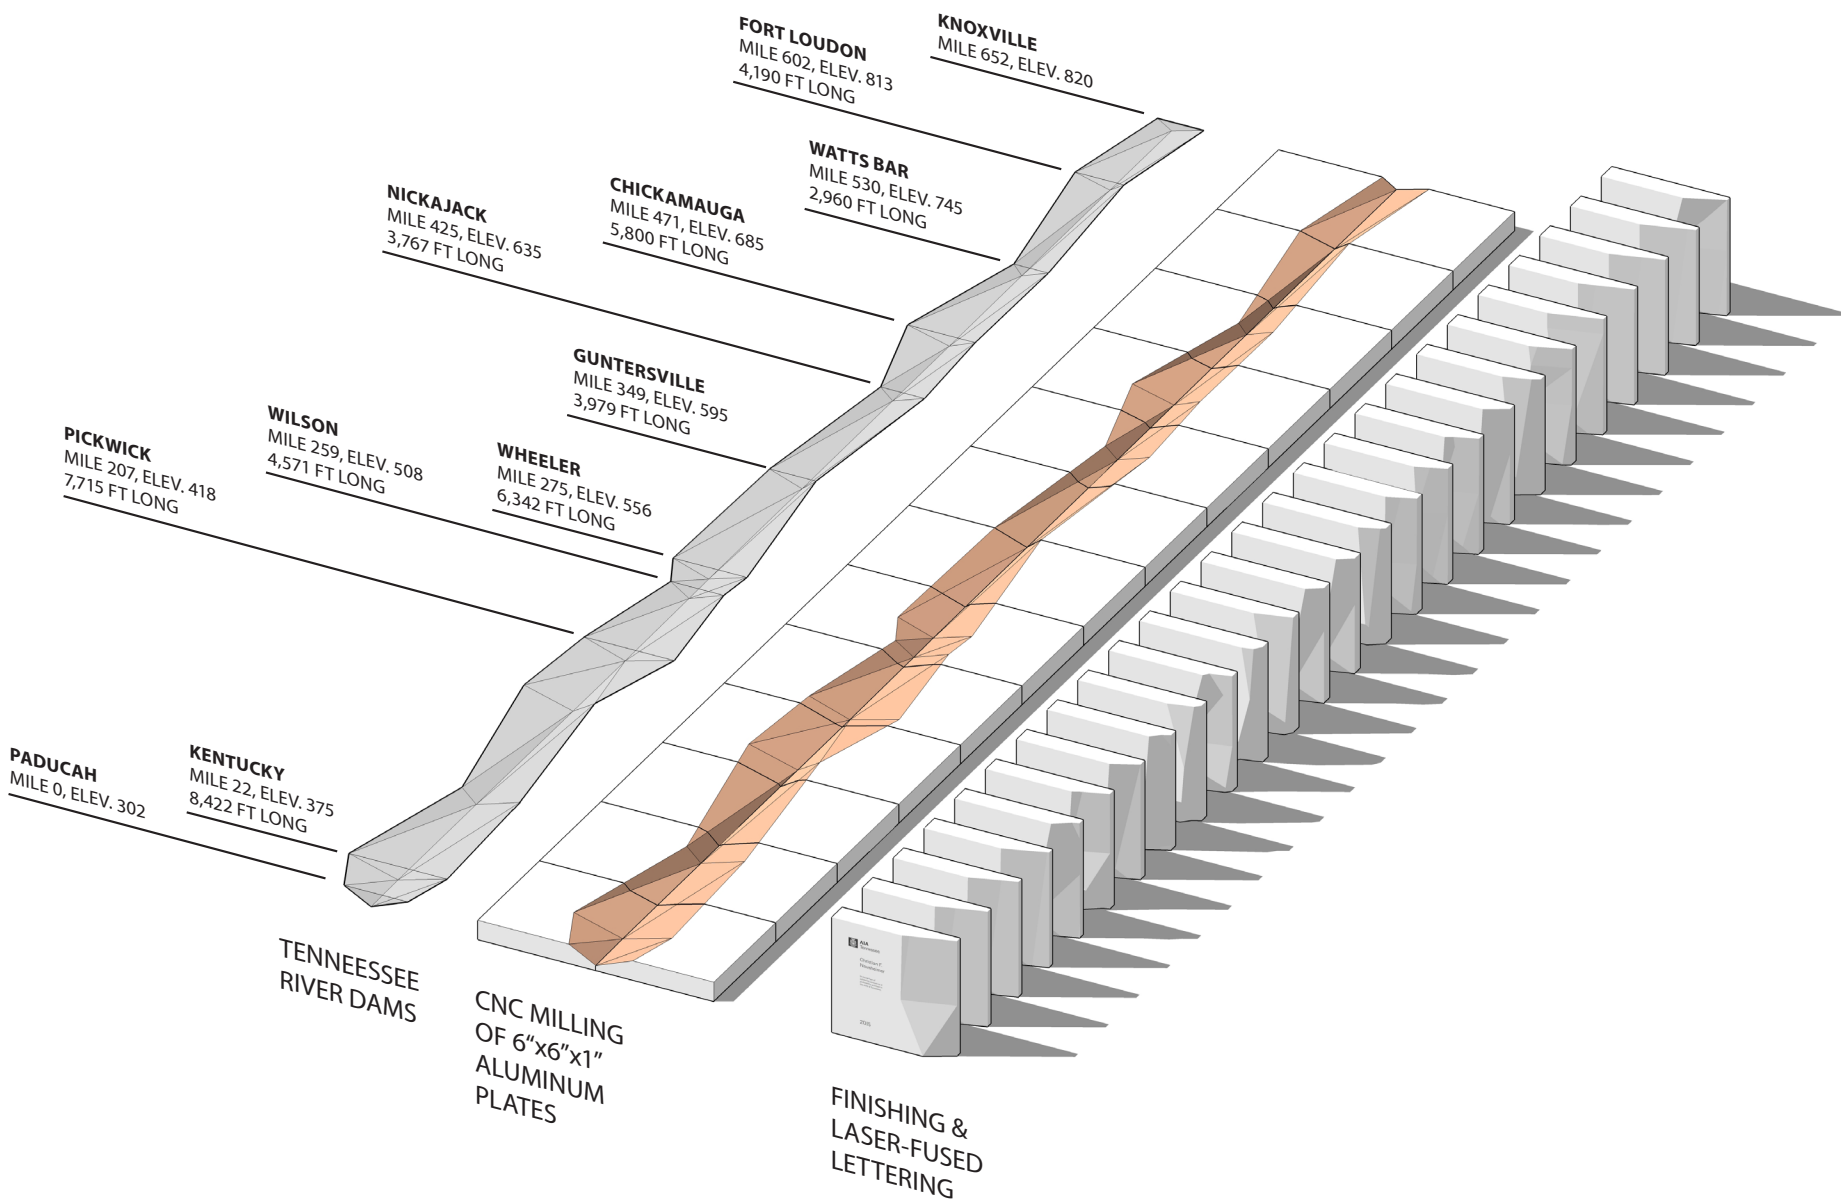 KNOXVILLE
MILE 652, ELEV. 820
FORT LOUDON
MILE 602, ELEV. 813
4,190 FT LONG
WATTS BAR
MILE 530, ELEV. 745
2,960 FT LONG
CHICKAMAUGA
MILE 471, ELEV. 685
5,800 FT LONG
NICKAJACK
MILE 425, ELEV. 635
3,767 FT LONG
GUNTERSVILLE
MILE 349, ELEV. 595
3,979 FT LONG
WHEELER
MILE 275, ELEV. 556
6,342 FT LONG
WILSON
MILE 259, ELEV. 508
4,571 FT LONG
PICKWICK
MILE 207, ELEV. 418
7,715 FT LONG
KENTUCKY
MILE 22, ELEV. 375
8,422 FT LONG
PADUCAH
MILE 0, ELEV. 302
TENNEESSEE
RIVER DAMS
CNC MILLING
OF 6"x6"x1"
ALUMINUM
PLATES
FINISHING &
LASER-FUSED
LETTERING
AIA